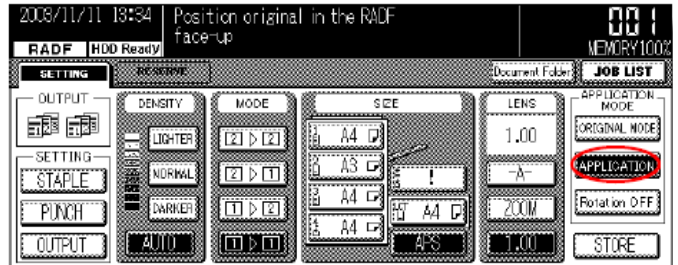 2003/11/11 13:34
Position original in the RADF
face-up
001
MEMORY100%
RADF
HDD Ready
SETTING
RESERVE
Document Folder
JOB LIST
OUTPUT
SETTING
STAPLE
PUNCH
OUTPUT
DENSITY
LIGHTER
NORMAL
DARKER
AUTO
MODE
2 ▷ 2
2 ▷ 1
1 ▷ 2
1 ▷ 1
SIZE
A4
A3
A4
A4
!
A4
APS
LENS
1.00
-A-
ZOOM
1.00
APPLICATION
MODE
ORIGINAL MODE
APPLICATION
Rotation OFF
STORE